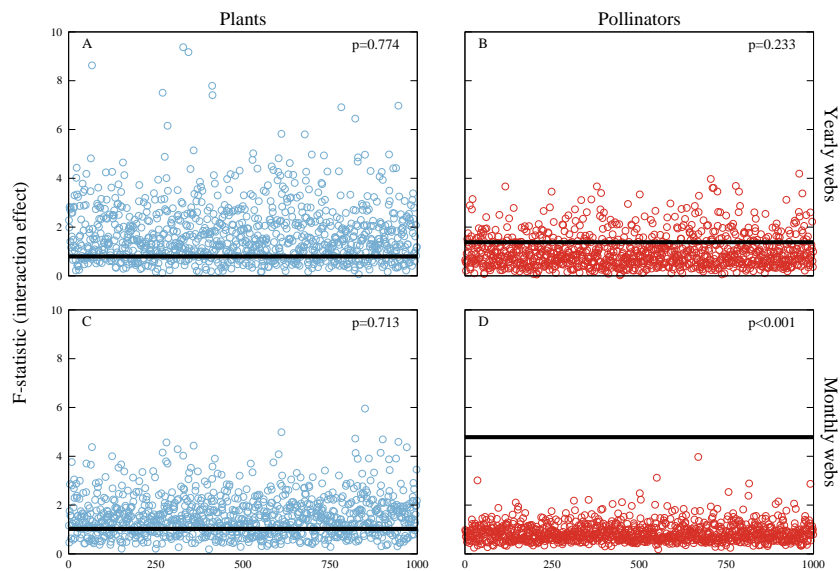 Plants
Pollinators
F-statistic (interaction effect)
A
p=0.774
0
2
4
6
8
10
B
p=0.233
Yearly webs
C
p=0.713
0
2
4
6
8
10
0
250
500
750
1000
D
p<0.001
0
250
500
750
1000
Monthly webs